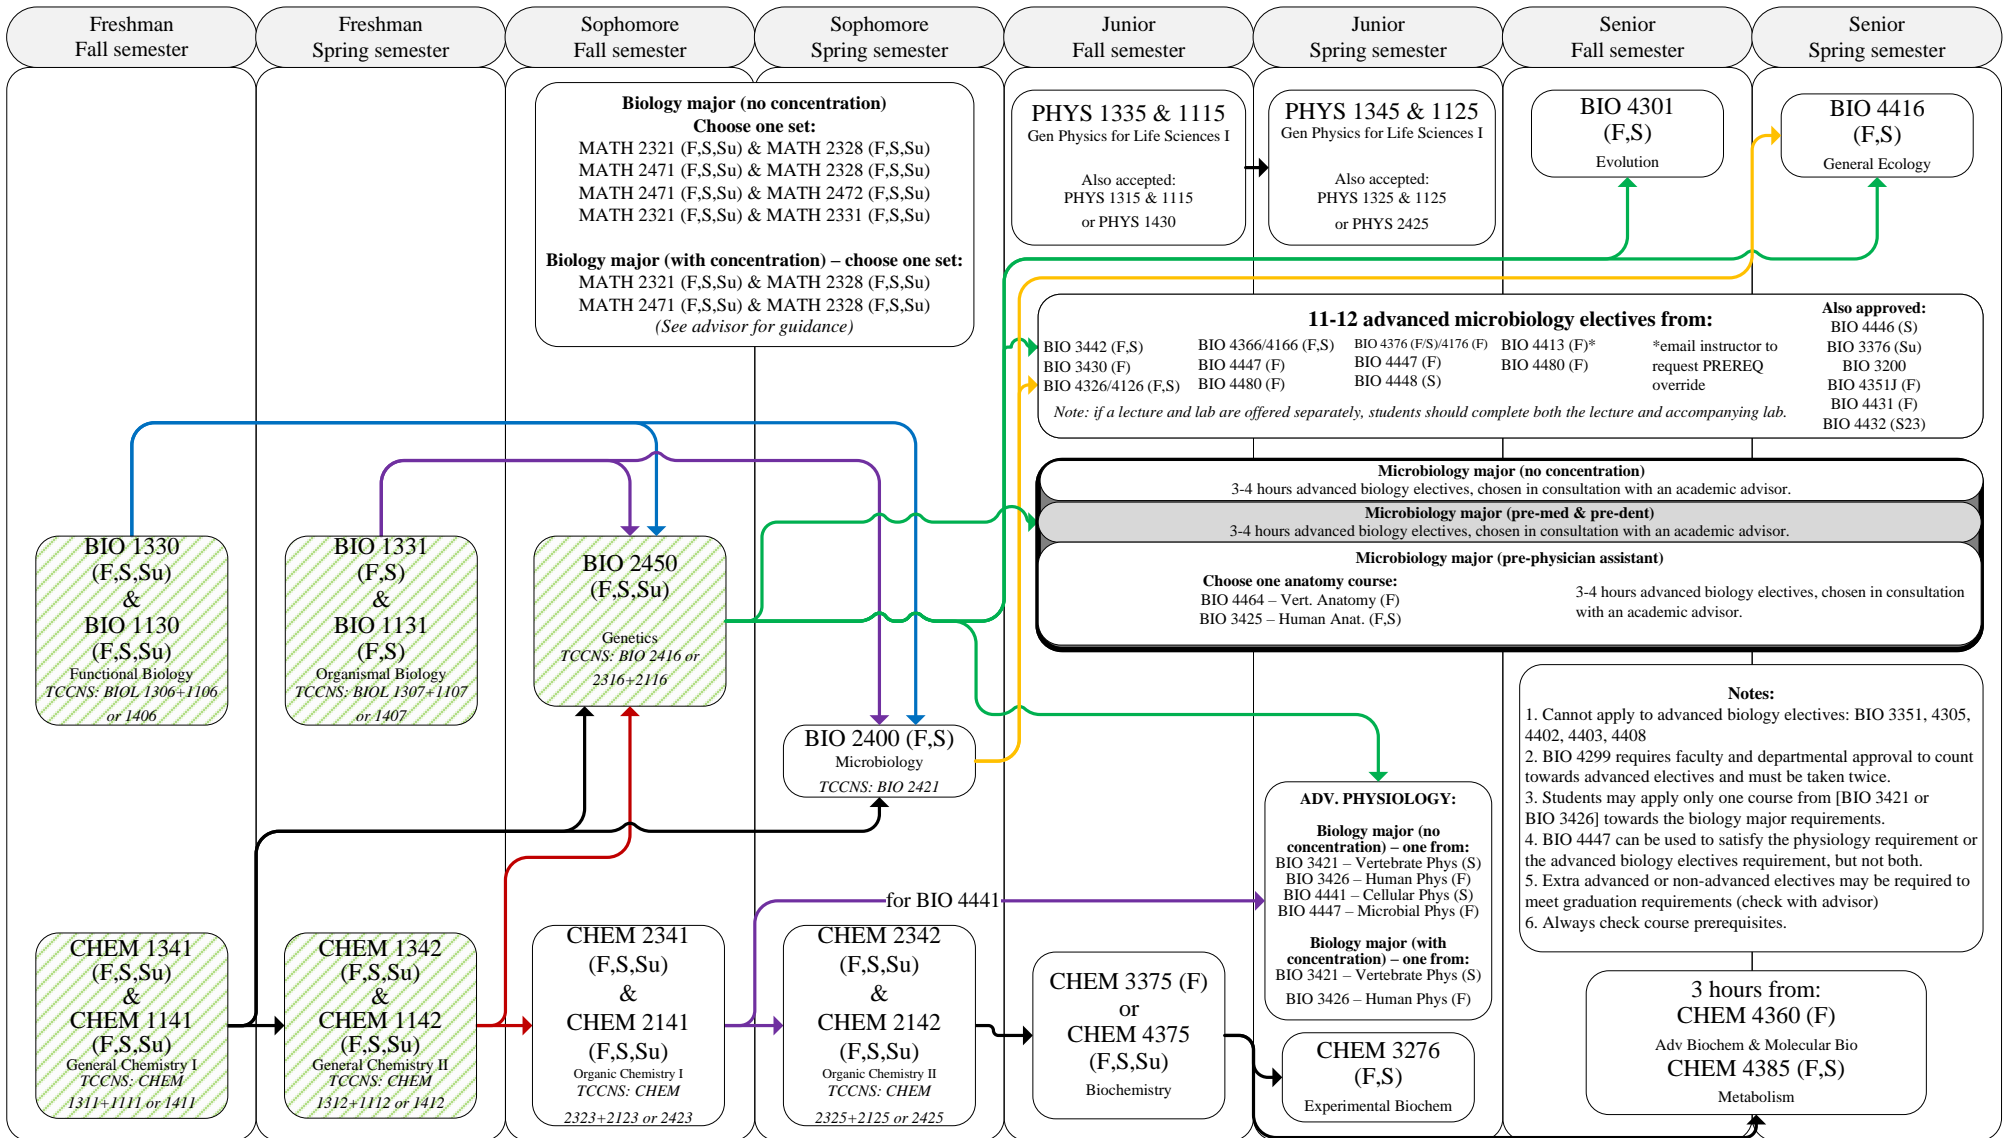 Freshman
Fall semester
Freshman
Spring semester
Sophomore
Fall semester
Sophomore
Spring semester
Junior
Fall semester
Junior
Spring semester
Senior
Fall semester
Senior
Spring semester
Biology major (no concentration)
Choose one set:
MATH 2321 (F,S,Su) & MATH 2328 (F,S,Su)
MATH 2471 (F,S,Su) & MATH 2328 (F,S,Su)
MATH 2471 (F,S,Su) & MATH 2472 (F,S,Su)
MATH 2321 (F,S,Su) & MATH 2331 (F,S,Su)
Biology major (with concentration) – choose one set:
MATH 2321 (F,S,Su) & MATH 2328 (F,S,Su)
MATH 2471 (F,S,Su) & MATH 2328 (F,S,Su)
(See advisor for guidance)
PHYS 1335 & 1115
Gen Physics for Life Sciences I
Also accepted:
PHYS 1315 & 1115
or PHYS 1430
PHYS 1345 & 1125
Gen Physics for Life Sciences I
Also accepted:
PHYS 1325 & 1125
or PHYS 2425
BIO 4301
(F,S)
Evolution
BIO 4416
(F,S)
General Ecology
11-12 advanced microbiology electives from:
BIO 3442 (F,S)
BIO 3430 (F)
BIO 4326/4126 (F,S)
BIO 4366/4166 (F,S)
BIO 4447 (F)
BIO 4480 (F)
BIO 4376 (F/S)/4176 (F)
BIO 4447 (F)
BIO 4448 (S)
BIO 4413 (F)*
BIO 4480 (F)
*email instructor to
request PREREQ
override
Also approved:
BIO 4446 (S)
BIO 3376 (Su)
BIO 3200
BIO 4351J (F)
BIO 4431 (F)
BIO 4432 (S23)
Note: if a lecture and lab are offered separately, students should complete both the lecture and accompanying lab.
Microbiology major (no concentration)
3-4 hours advanced biology electives, chosen in consultation with an academic advisor.
Microbiology major (pre-med & pre-dent)
3-4 hours advanced biology electives, chosen in consultation with an academic advisor.
Microbiology major (pre-physician assistant)
Choose one anatomy course:
BIO 4464 – Vert. Anatomy (F)
BIO 3425 – Human Anat. (F,S)
3-4 hours advanced biology electives, chosen in consultation
with an academic advisor.
BIO 1330
(F,S,Su)
&
BIO 1130
(F,S,Su)
Functional Biology
TCCNS: BIOL 1306+1106
or 1406
BIO 1331
(F,S)
&
BIO 1131
(F,S)
Organismal Biology
TCCNS: BIOL 1307+1107
or 1407
BIO 2450
(F,S,Su)
Genetics
TCCNS: BIO 2416 or
2316+2116
BIO 2400 (F,S)
Microbiology
TCCNS: BIO 2421
ADV. PHYSIOLOGY:
Biology major (no
concentration) – one from:
BIO 3421 – Vertebrate Phys (S)
BIO 3426 – Human Phys (F)
BIO 4441 – Cellular Phys (S)
BIO 4447 – Microbial Phys (F)
Biology major (with
concentration) – one from:
BIO 3421 – Vertebrate Phys (S)
BIO 3426 – Human Phys (F)
Notes:
1. Cannot apply to advanced biology electives: BIO 3351, 4305,
4402, 4403, 4408
2. BIO 4299 requires faculty and departmental approval to count
towards advanced electives and must be taken twice.
3. Students may apply only one course from [BIO 3421 or
BIO 3426] towards the biology major requirements.
4. BIO 4447 can be used to satisfy the physiology requirement or
the advanced biology electives requirement, but not both.
5. Extra advanced or non-advanced electives may be required to
meet graduation requirements (check with advisor)
6. Always check course prerequisites.
for BIO 4441
CHEM 1341
(F,S,Su)
&
CHEM 1141
(F,S,Su)
General Chemistry I
TCCNS: CHEM
1311+1111 or 1411
CHEM 1342
(F,S,Su)
&
CHEM 1142
(F,S,Su)
General Chemistry II
TCCNS: CHEM
1312+1112 or 1412
CHEM 2341
(F,S,Su)
&
CHEM 2141
(F,S,Su)
Organic Chemistry I
TCCNS: CHEM
2323+2123 or 2423
CHEM 2342
(F,S,Su)
&
CHEM 2142
(F,S,Su)
Organic Chemistry II
TCCNS: CHEM
2325+2125 or 2425
CHEM 3375 (F)
or
CHEM 4375
(F,S,Su)
Biochemistry
CHEM 3276
(F,S)
Experimental Biochem
3 hours from:
CHEM 4360 (F)
Adv Biochem & Molecular Bio
CHEM 4385 (F,S)
Metabolism